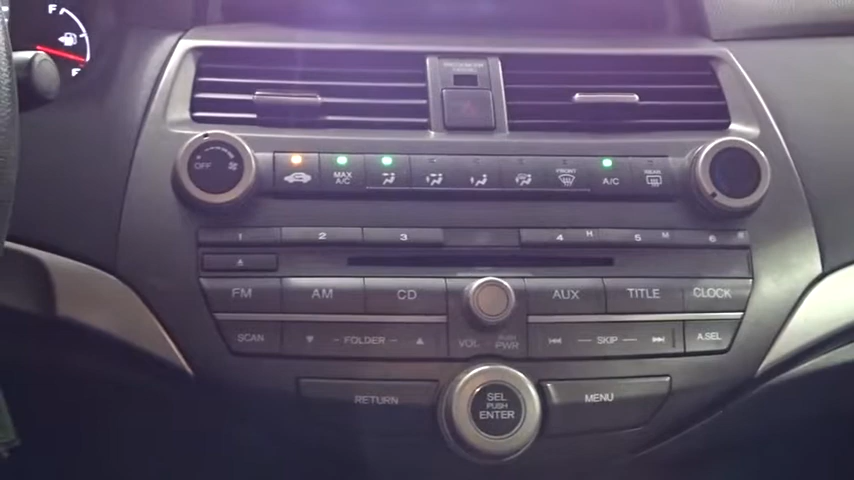 F
E
OFF
MAX
A/C
FRONT
A/C
REAR
1 2 3 4 H 5 M 6
FM AM CD AUX TITLE CLOCK
SCAN FOLDER VOL PUSH PWR SKIP A.SEL
RETURN SEL PUSH ENTER MENU